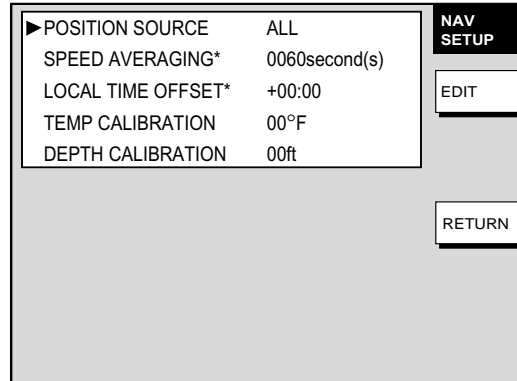 ▶POSITION SOURCE ALL
SPEED AVERAGING* 0060second(s)
LOCAL TIME OFFSET* +00:00
TEMP CALIBRATION 00°F
DEPTH CALIBRATION 00ft
NAV
SETUP
EDIT
RETURN